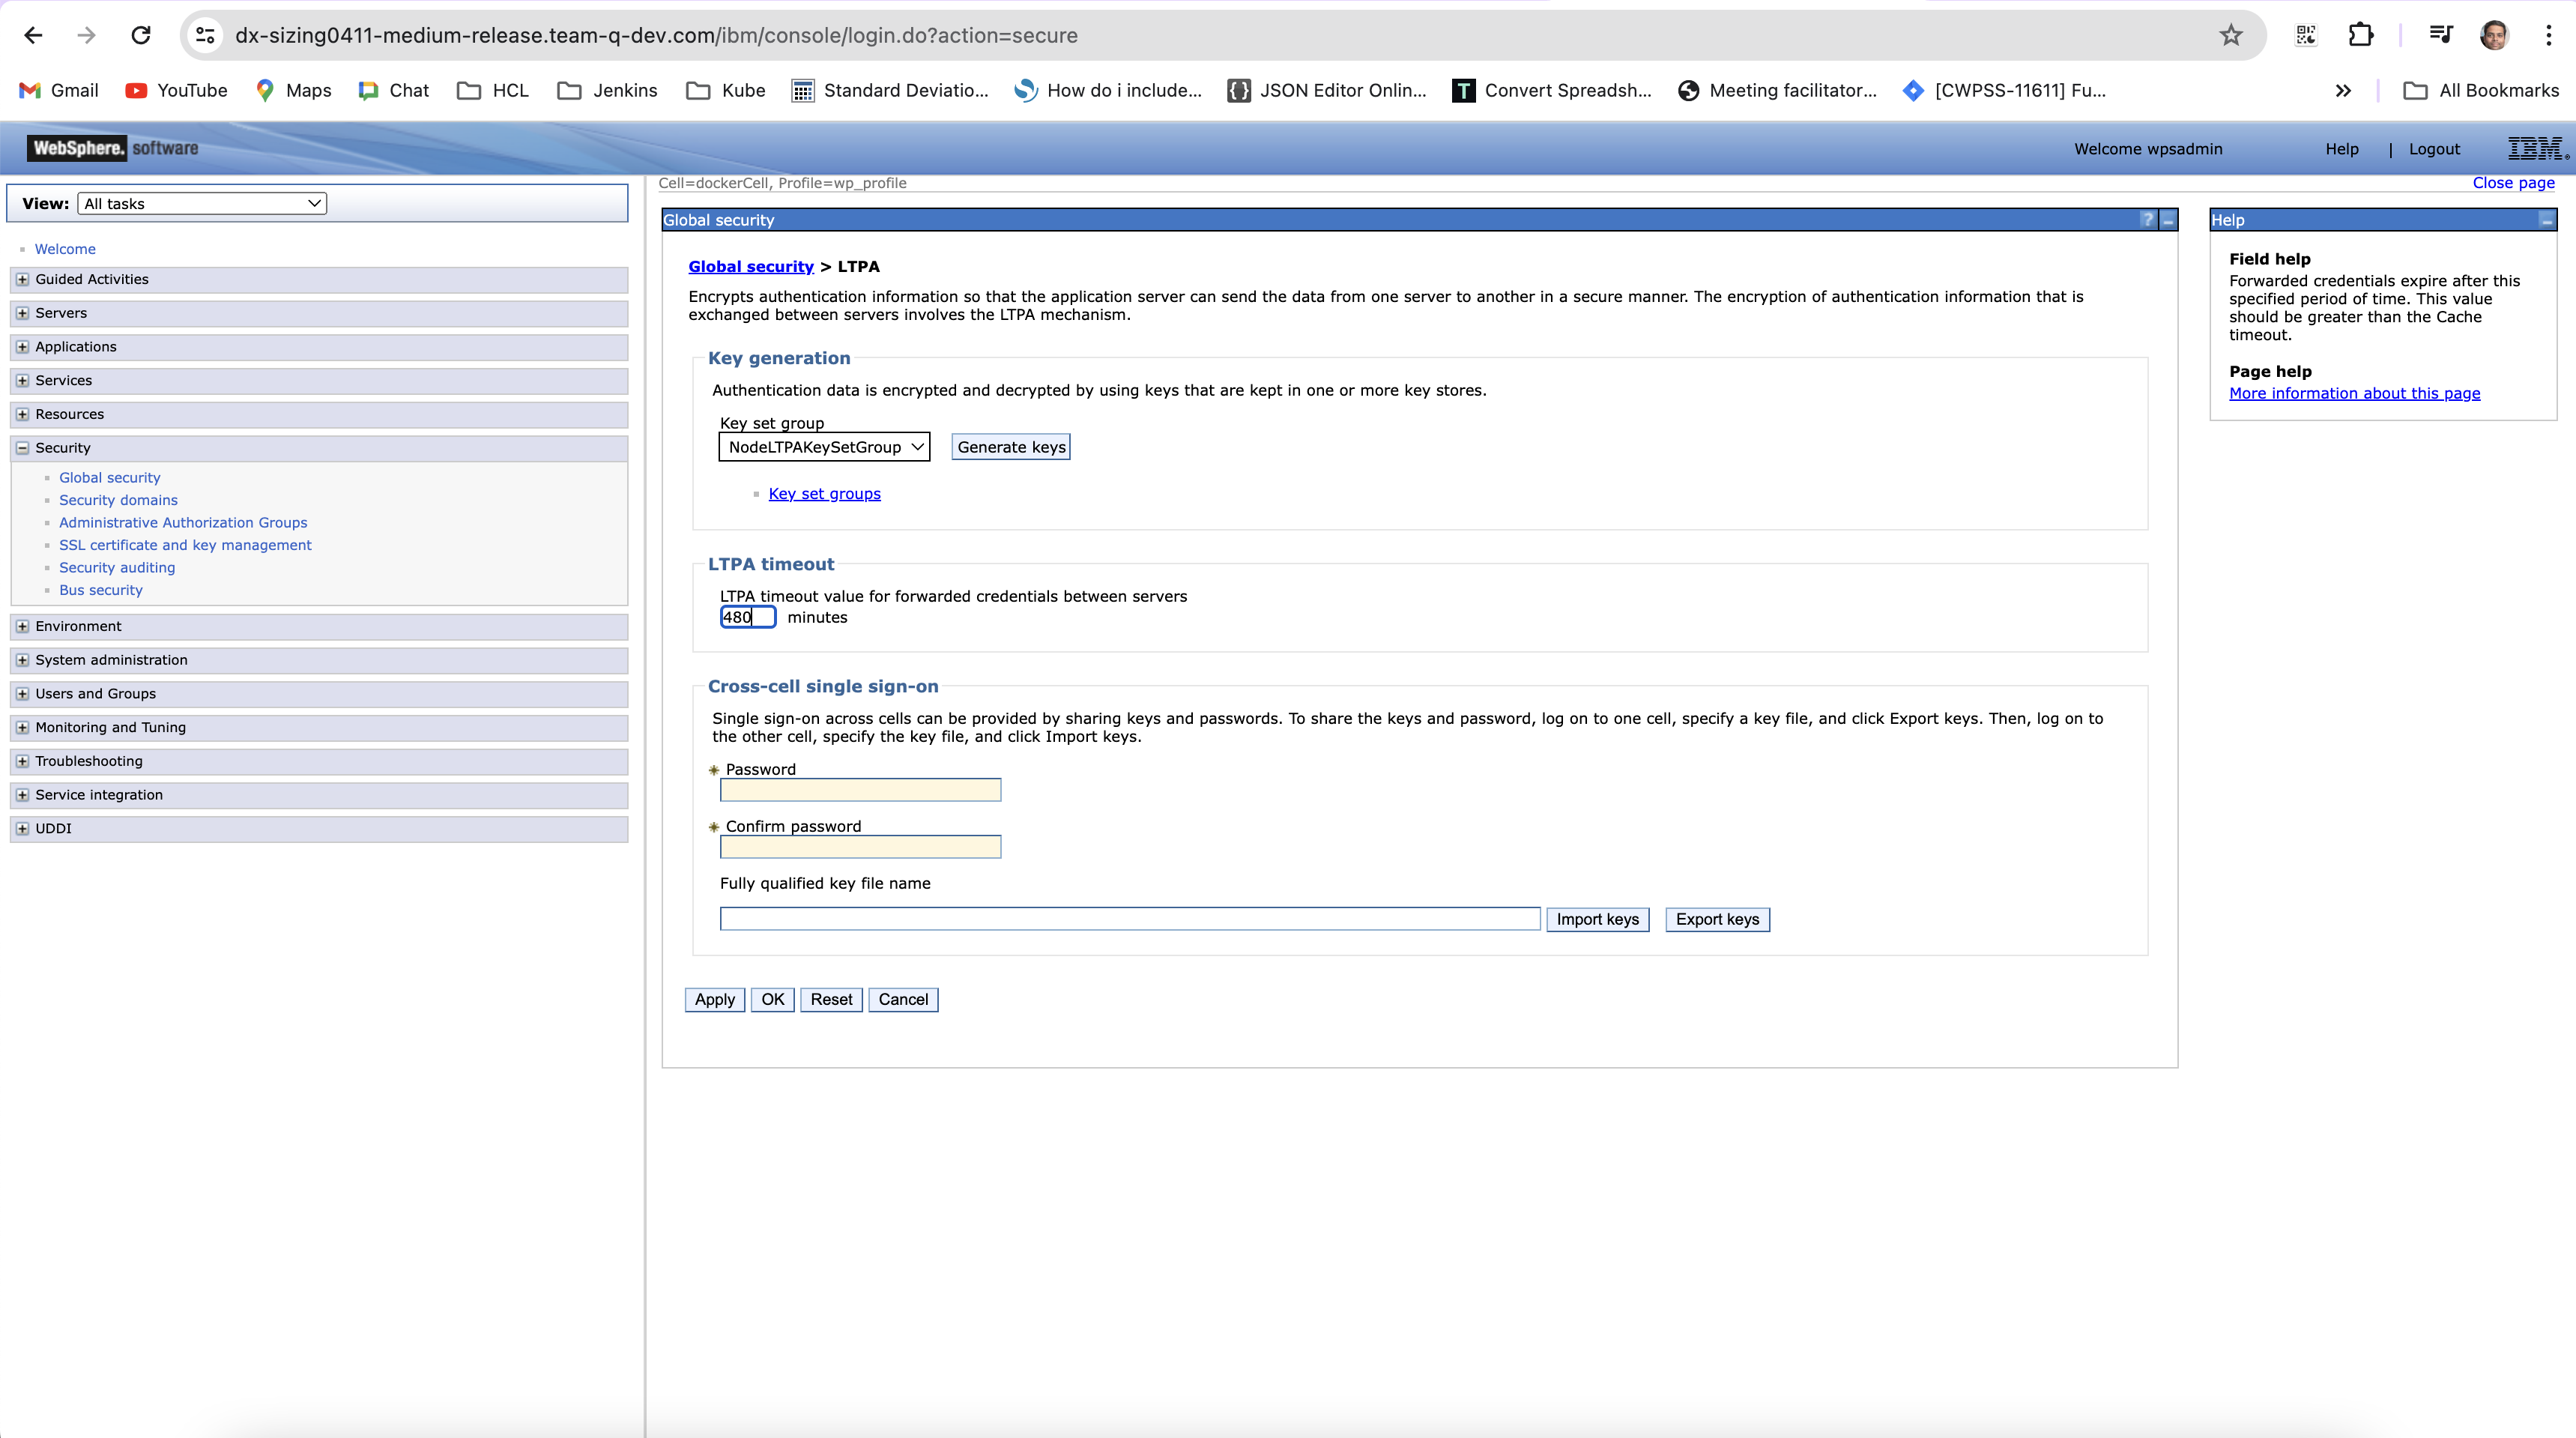 dx-sizing0411-medium-release.team-q-dev.com/ibm/console/login.do?action=secure
Gmail YouTube Maps Chat HCL Jenkins Kube Standard Deviatio... How do i include... JSON Editor Onlin... T Convert Spreadsh... Meeting facilitator... [CWPSS-11611] Fu... » All Bookmarks
WebSphere. software Welcome wpsadmin Help | Logout IBM
View: All tasks
Welcome
Guided Activities
Servers
Applications
Services
Resources
Security
Global security
Security domains
Administrative Authorization Groups
SSL certificate and key management
Security auditing
Bus security
Environment
System administration
Users and Groups
Monitoring and Tuning
Troubleshooting
Service integration
UDDI
Cell=dockerCell, Profile=wp_profile
Close page
Global security ?
Global security > LTPA
Encrypts authentication information so that the application server can send the data from one server to another in a secure manner. The encryption of authentication information that is
exchanged between servers involves the LTPA mechanism.
Key generation
Authentication data is encrypted and decrypted by using keys that are kept in one or more key stores.
Key set group
NodeLTPAKeySetGroup Generate keys
Key set groups
LTPA timeout
LTPA timeout value for forwarded credentials between servers
480 minutes
Cross-cell single sign-on
Single sign-on across cells can be provided by sharing keys and passwords. To share the keys and password, log on to one cell, specify a key file, and click Export keys. Then, log on to
the other cell, specify the key file, and click Import keys.
Password
Confirm password
Fully qualified key file name
Import keys Export keys
Apply OK Reset Cancel
Help
Field help
Forwarded credentials expire after this
specified period of time. This value
should be greater than the Cache
timeout.
Page help
More information about this page